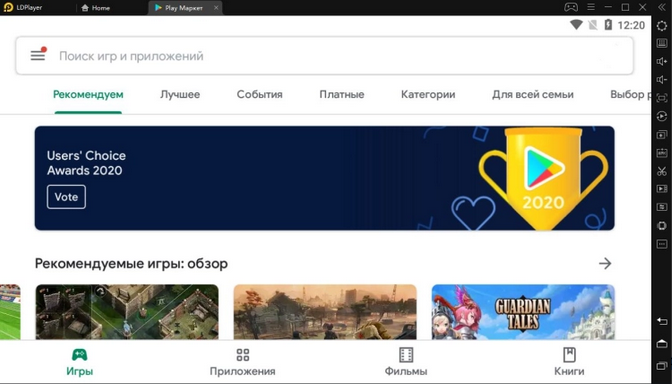 LDPlayer
Home
Play Маркет
12:20
Поиск игр и приложений
Рекомендуем
Лучшее
События
Платные
Категории
Для всей семьи
Выбор р
Users' Choice
Awards 2020
Vote
2020
Рекомендуемые игры: обзор
GUARDIAN
TALES
Игры
Приложения
Фильмы
Книги